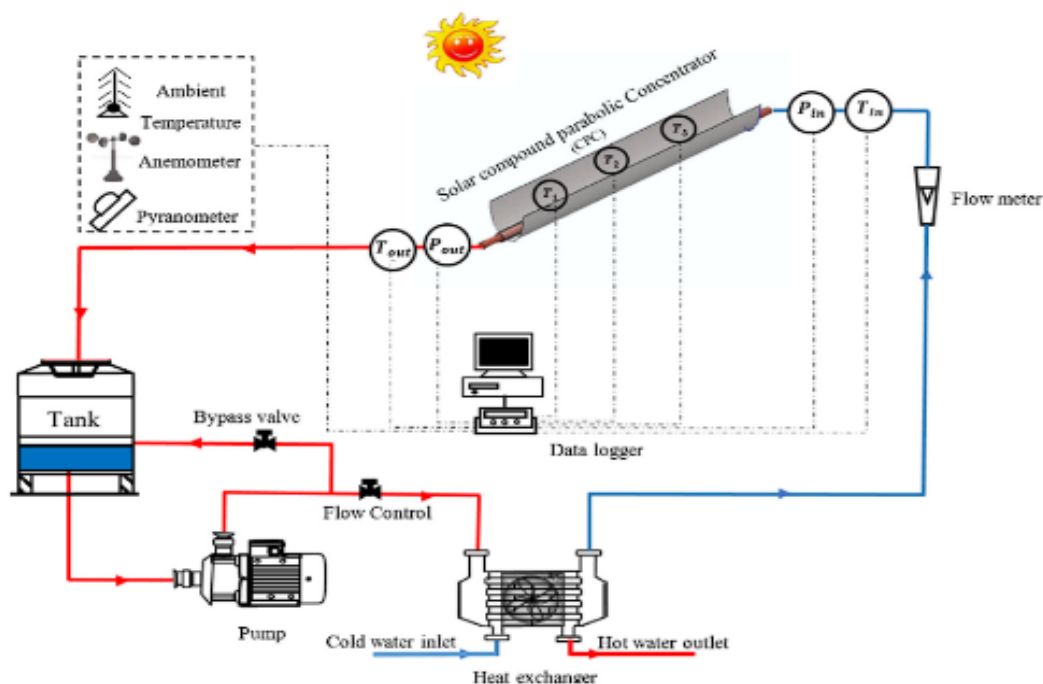 Ambient
Temperature
Anemometer
Pyranometer
Solar compound parabolic Concentrator
(CPC)
T1
T2
T3
Pin
Tin
Flow meter
Tout
Pout
Tank
Bypass valve
Flow Control
Data logger
Pump
Cold water inlet
Hot water outlet
Heat exchanger